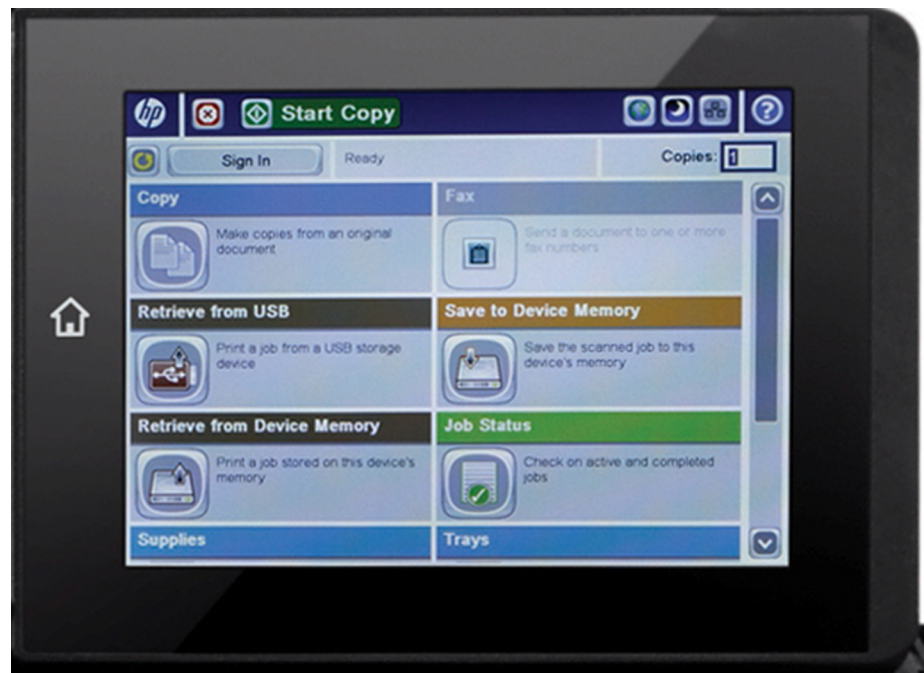 hp
Start Copy
?
Sign In
Ready
Copies: 1
Copy
Make copies from an original
document
Fax
Send a document to one or more
fax numbers
Retrieve from USB
Print a job from a USB storage
device
Save to Device Memory
Save the scanned job to this
device's memory
Retrieve from Device Memory
Print a job stored on this device's
memory
Job Status
Check on active and completed
jobs
Supplies
Trays